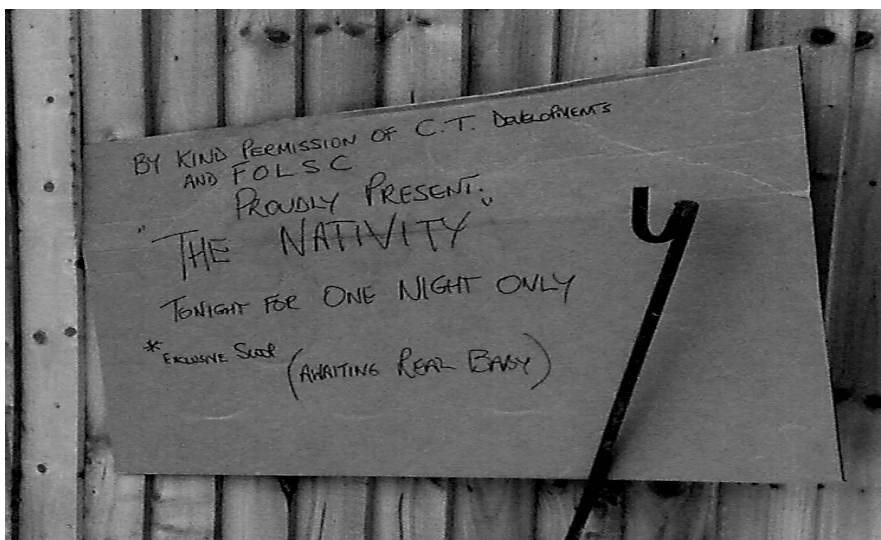 BY KIND PERMISSION OF C.T. DEVELOPMENTS
AND FOLSC
PROUDLY PRESENT.
"THE NATIVITY"
TONIGHT FOR ONE NIGHT ONLY
* EXCLUSIVE SCOOP (AWAITING REAL BABY)